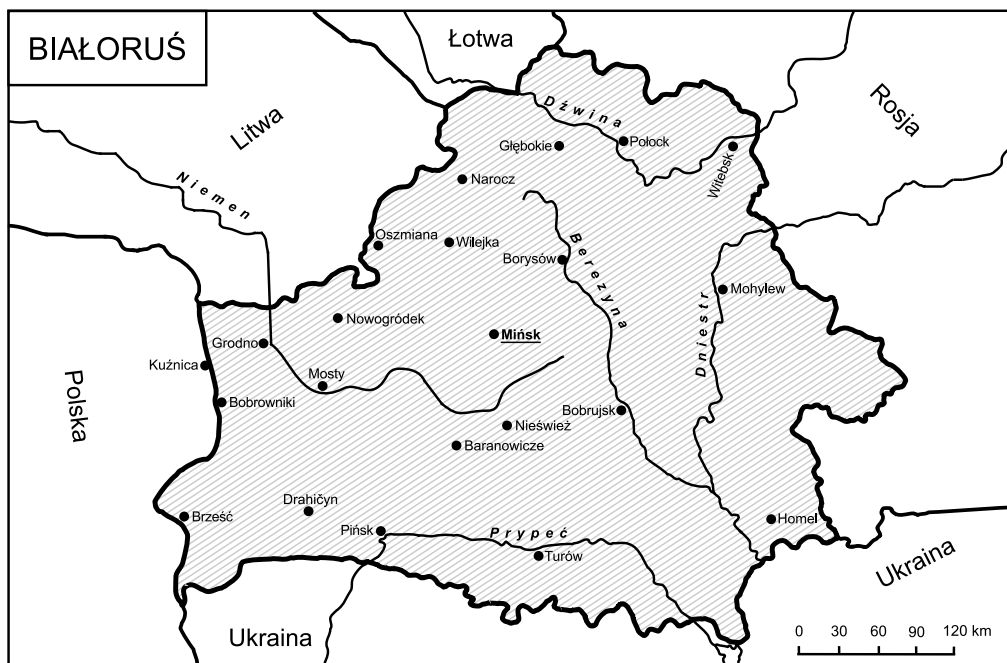 BIAŁORUŚ
Łotwa
Litwa
Rosja
Dźwina
Głębokie
Połock
Witebsk
Narocz
Niemen
Oszmiana
Wilejka
Borysów
Berezyna
Mohylew
Dniestr
Nowogródek
Mińsk
Grodno
Kuźnica
Mosty
Polska
Bobrowniki
Bobrujsk
Nieśwież
Baranowicze
Brześć
Drahičyn
Pińsk
Prypeć
Turów
Homel
Ukraina
Ukraina
0 30 60 90 120 km